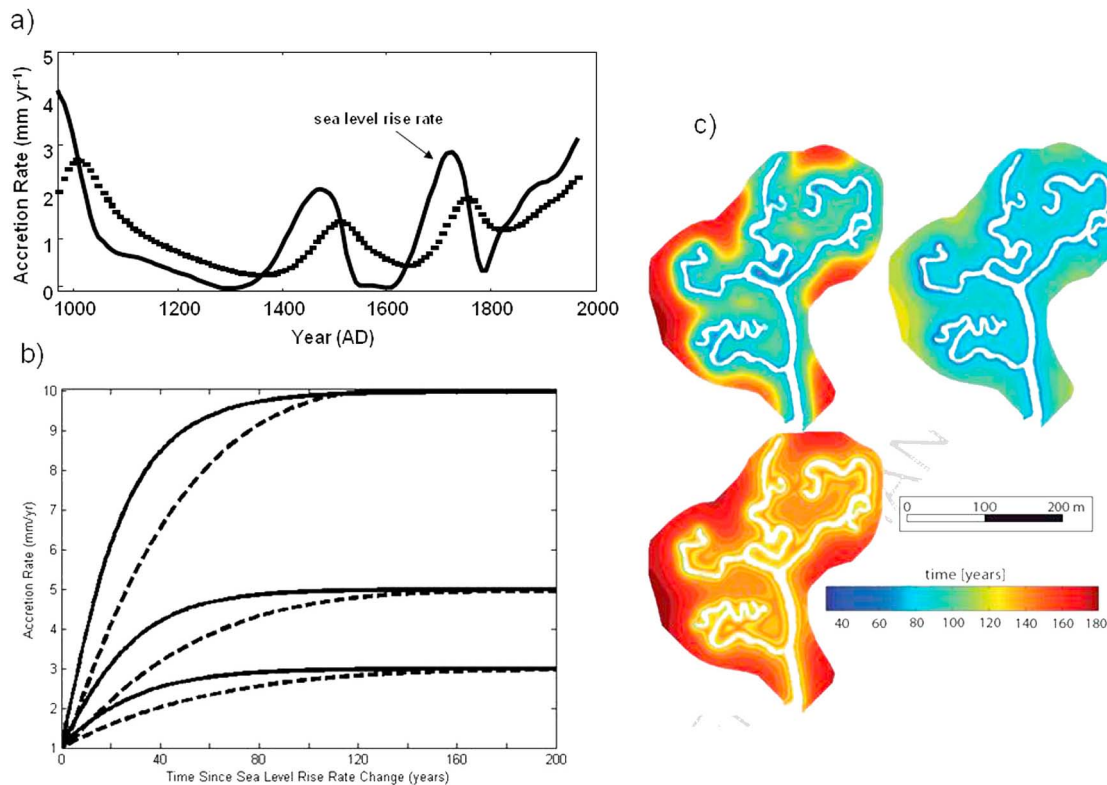 a)
Accretion Rate (mm yr⁻¹)
5
4
3
2
1
0
1000 1200 1400 1600 1800 2000
Year (AD)
sea level rise rate
b)
Accretion Rate (mm/yr)
10
9
8
7
6
5
4
3
2
1
0 40 80 120 160 200
Time Since Sea Level Rise Rate Change (years)
c)
0 100 200 m
time [years]
40 60 80 100 120 140 160 180